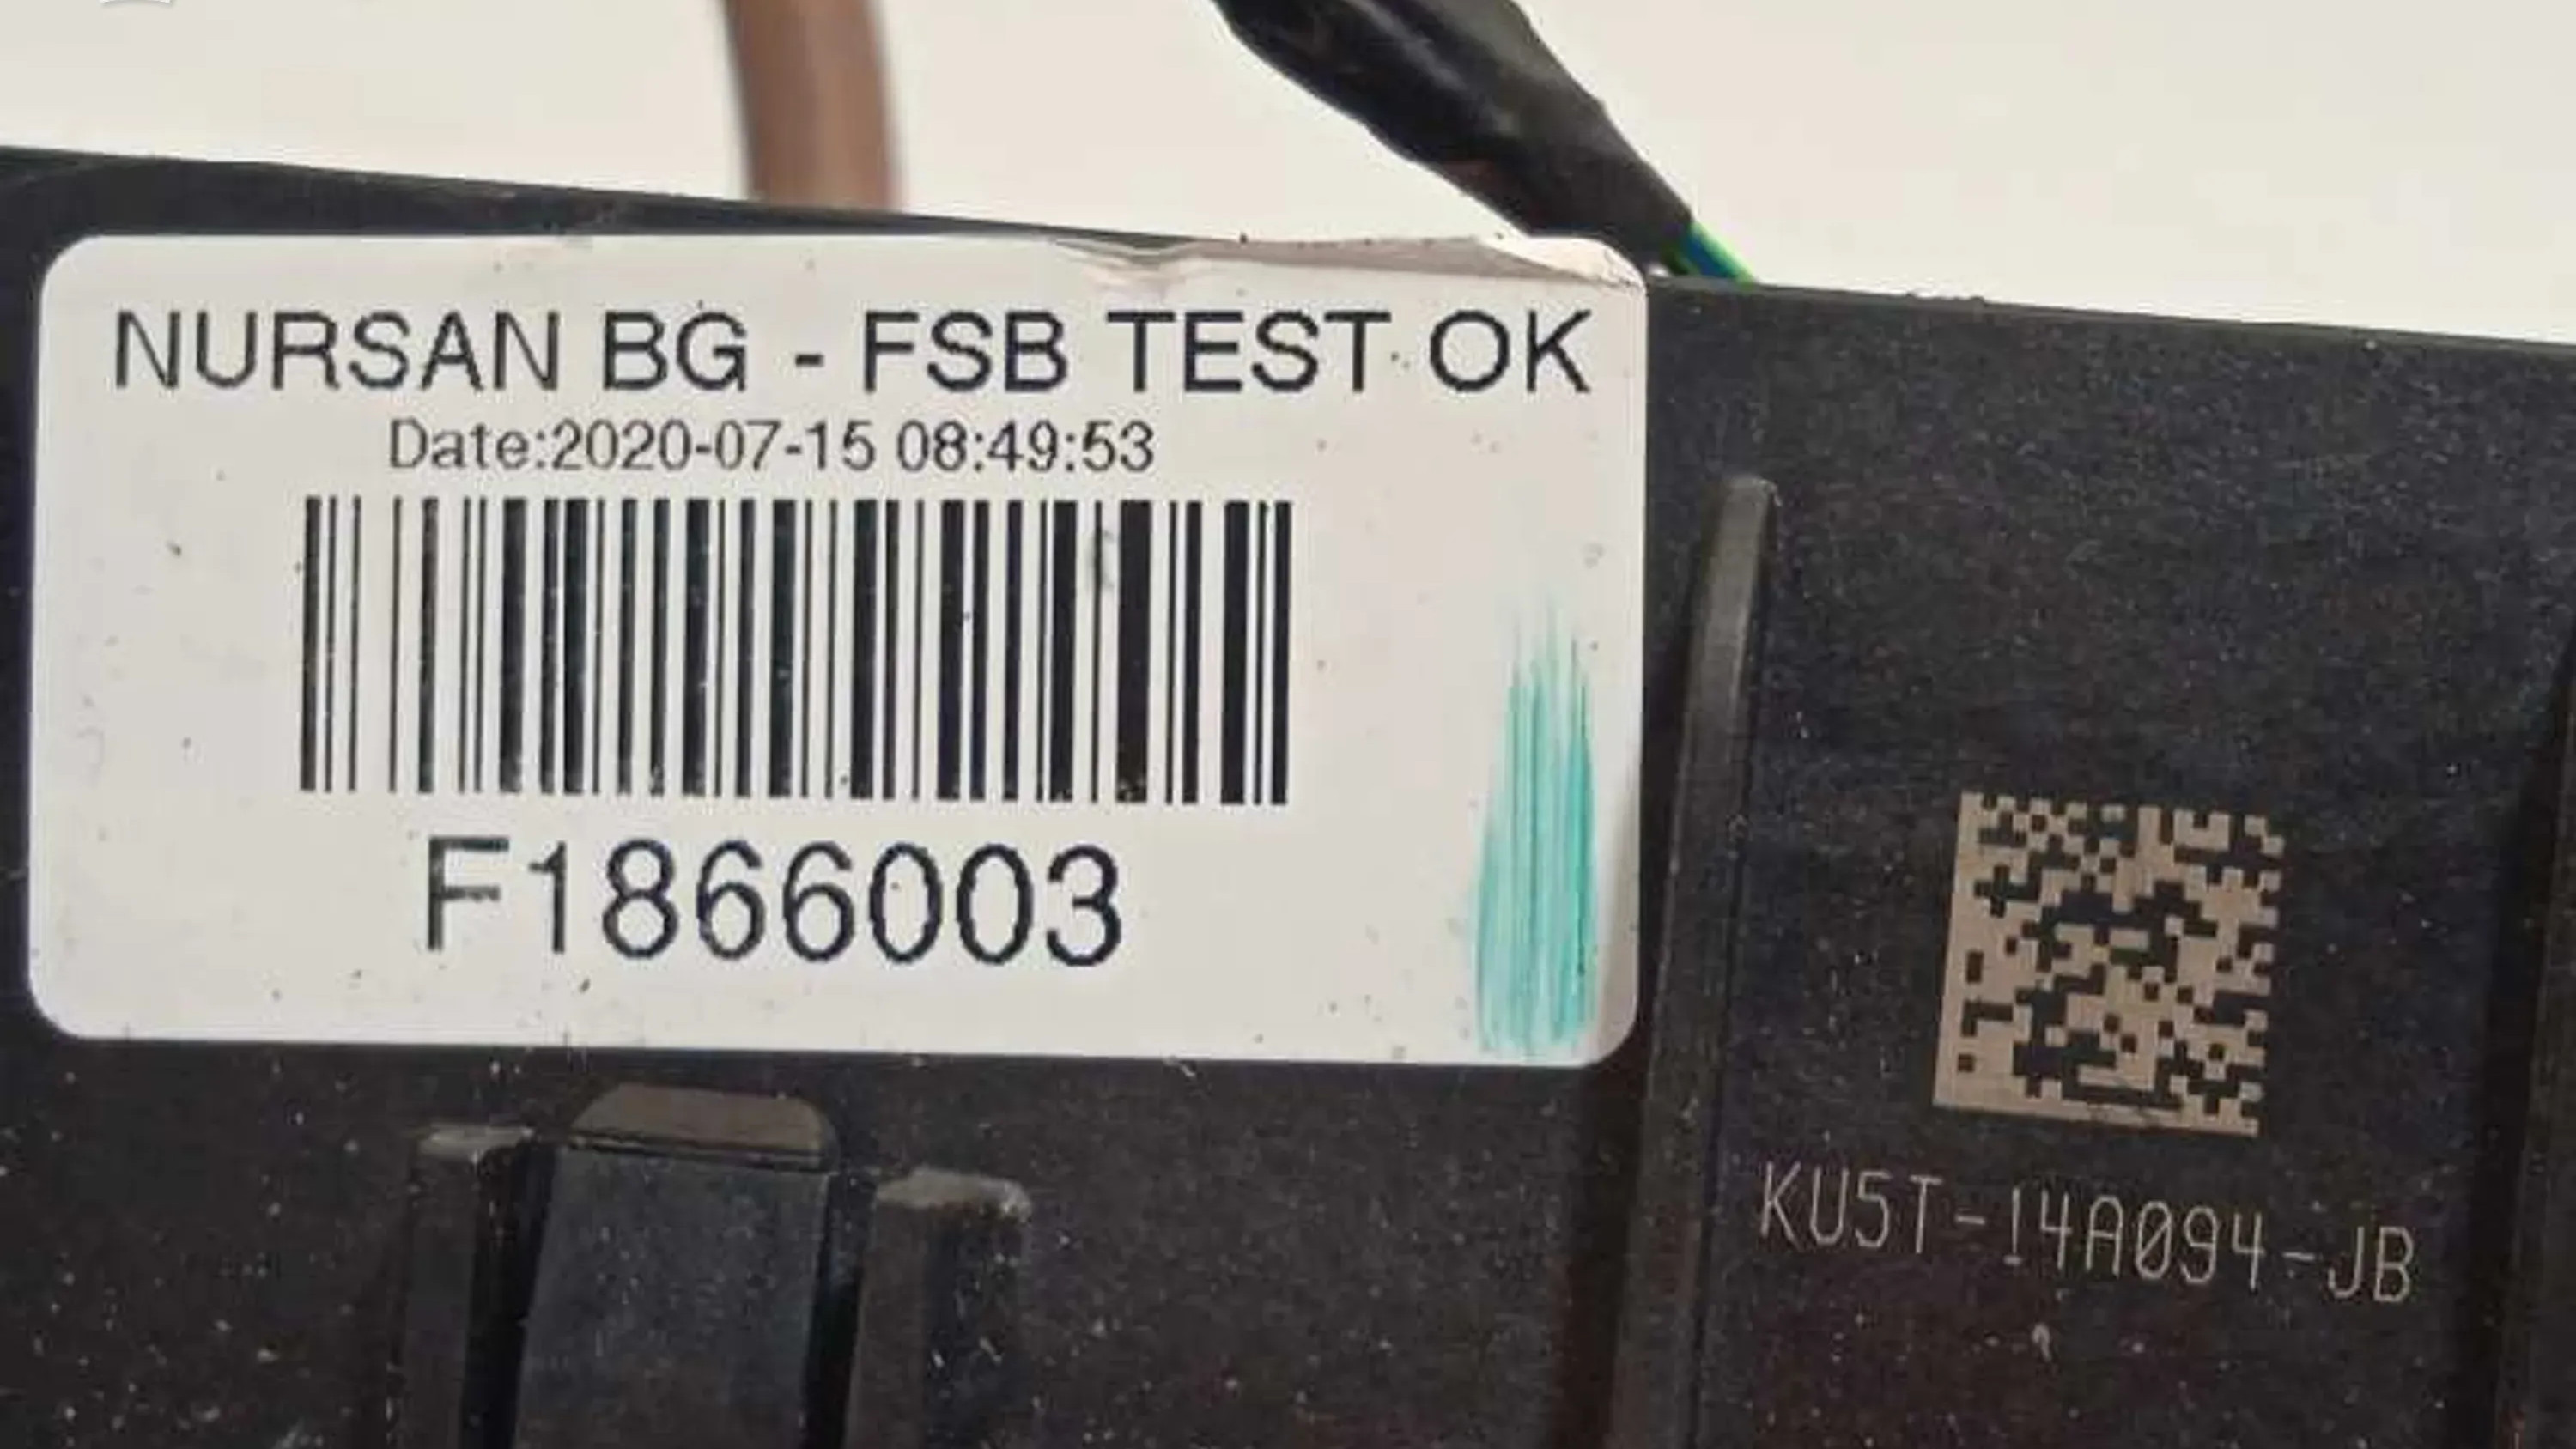 NURSAN BG - FSB TEST OK
Date:2020-07-15 08:49:53
F1866003
KU5T-14A094-JB